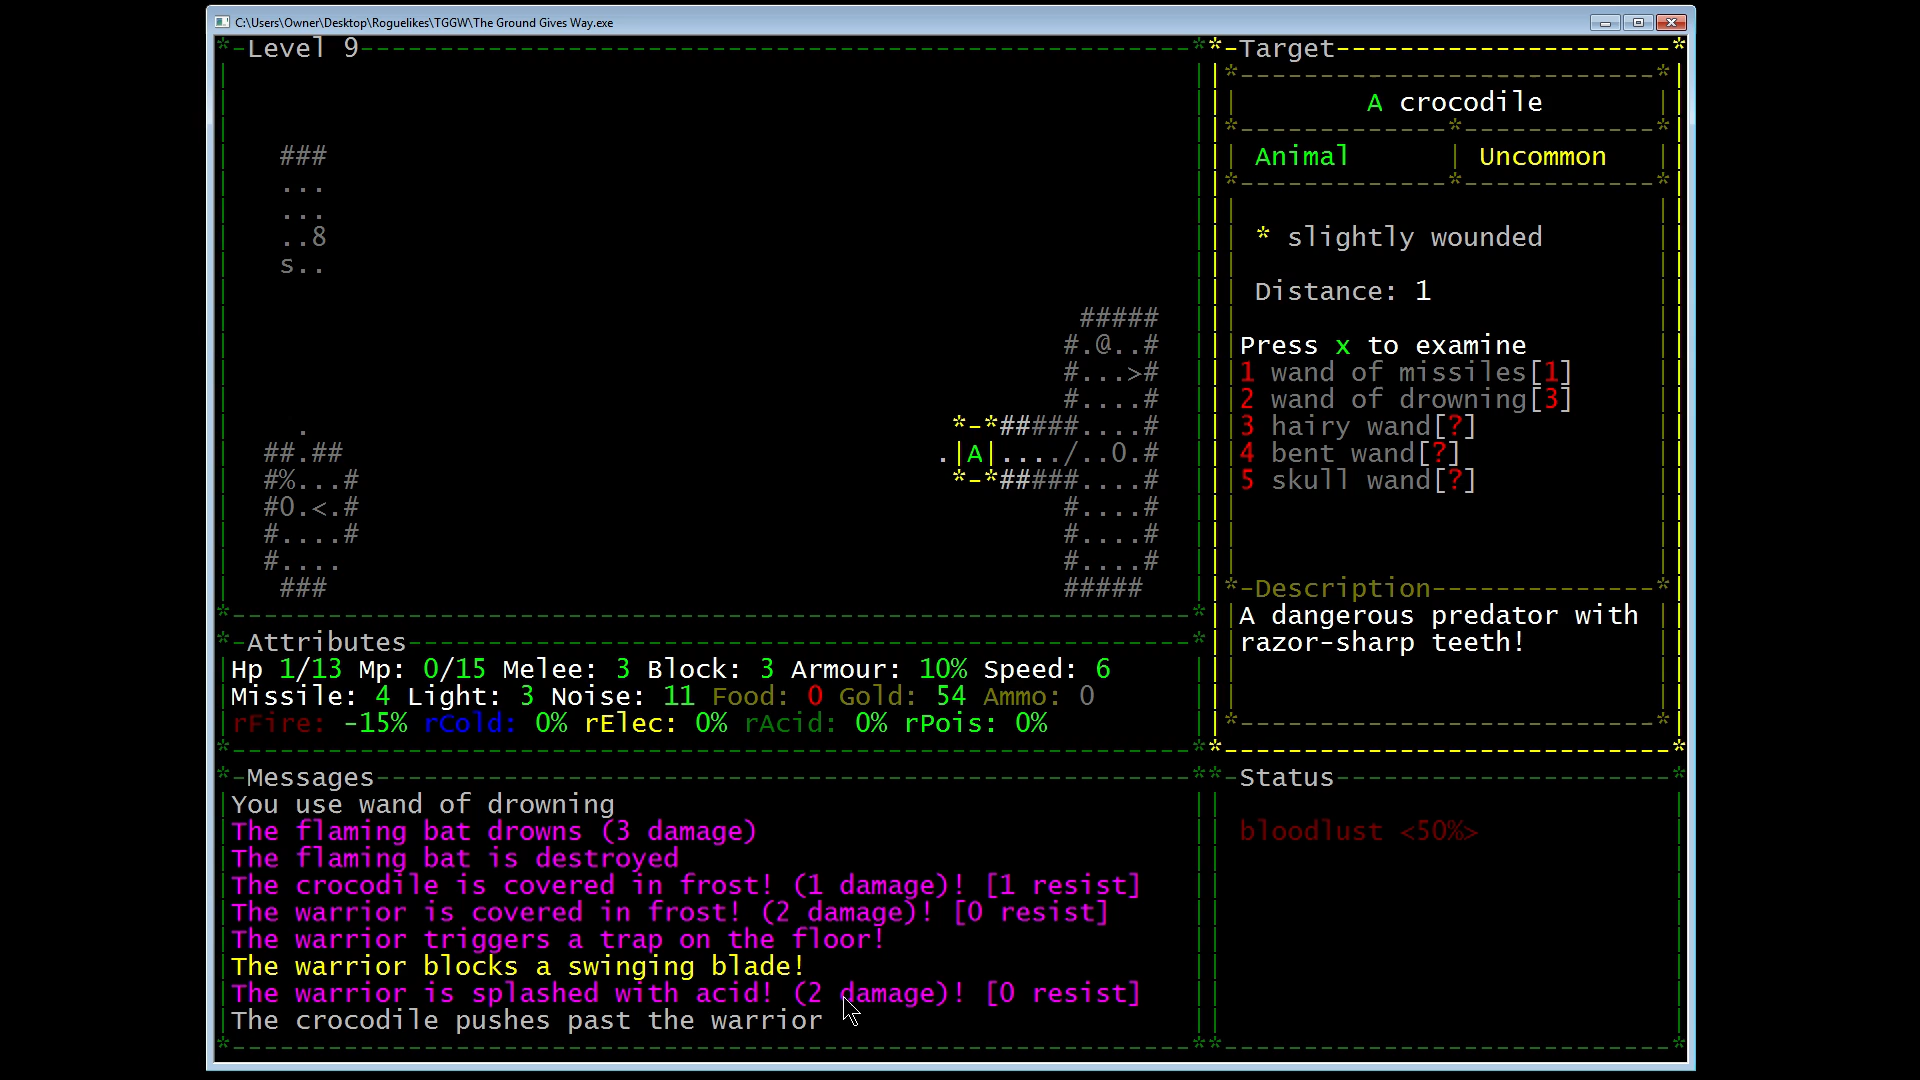 C:\Users\Owner\Desktop\Roguelikes\TGGW\The Ground Gives Way.exe
Level 9
Target
A crocodile
Animal | Uncommon
* slightly wounded
Distance: 1
Press x to examine
1 wand of missiles[1]
2 wand of drowning[3]
3 hairy wand[?]
4 bent wand[?]
5 skull wand[?]
Description
A dangerous predator with
razor-sharp teeth!
###
...
...
..8
s..
#####
#.@..#
#...>#
#....#
*-*#####....#
.|A|..../..O.#
*-*#####....#
#....#
#....#
#....#
#####
.
##.##
#%...#
#O.<.#
#....#
#....
###
Attributes
Hp 1/13 Mp: 0/15 Melee: 3 Block: 3 Armour: 10% Speed: 6
Missile: 4 Light: 3 Noise: 11 Food: 0 Gold: 54 Ammo: 0
rFire: -15% rCold: 0% rElec: 0% rAcid: 0% rPois: 0%
Messages
You use wand of drowning
The flaming bat drowns (3 damage)
The flaming bat is destroyed
The crocodile is covered in frost! (1 damage)! [1 resist]
The warrior is covered in frost! (2 damage)! [0 resist]
The warrior triggers a trap on the floor!
The warrior blocks a swinging blade!
The warrior is splashed with acid! (2 damage)! [0 resist]
The crocodile pushes past the warrior
Status
bloodlust <50%>